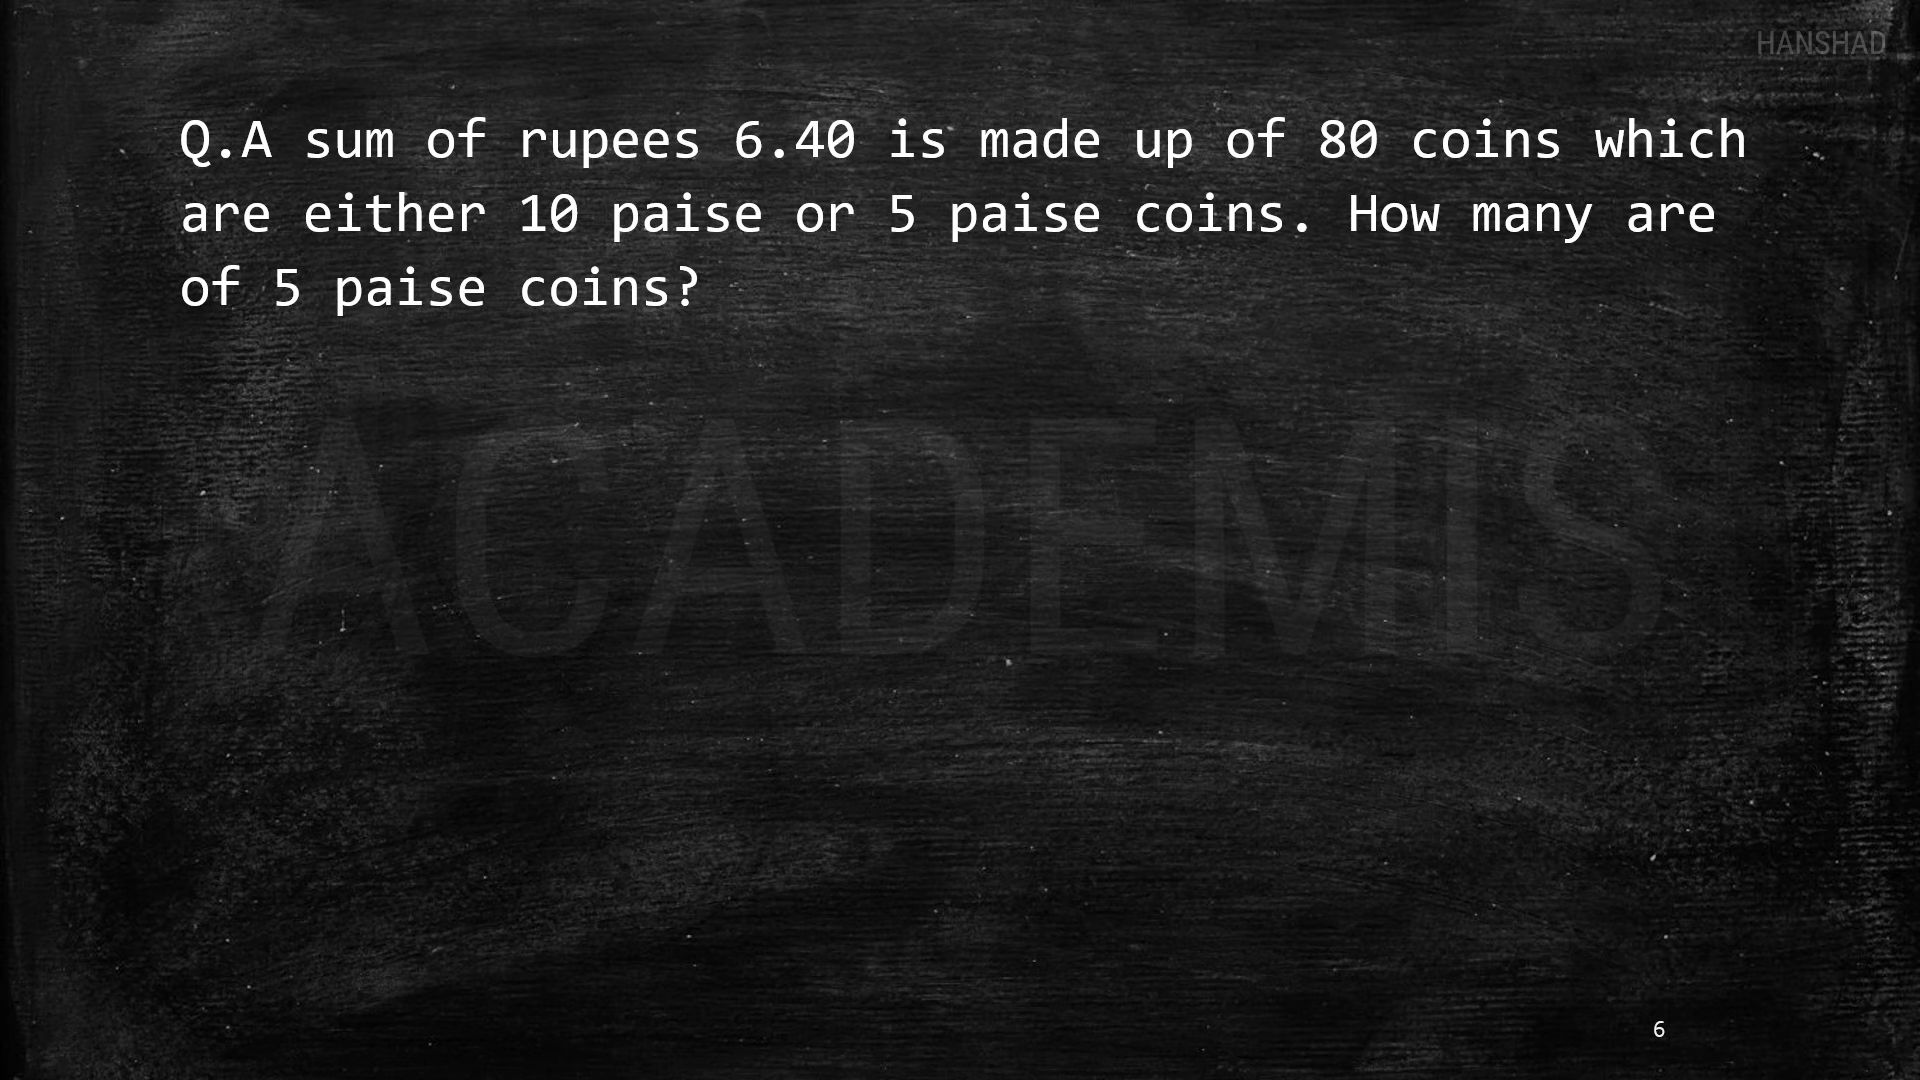 HANSHAD
Q.A sum of rupees 6.40 is made up of 80 coins which
are either 10 paise or 5 paise coins. How many are
of 5 paise coins?
ACADEMIS
6